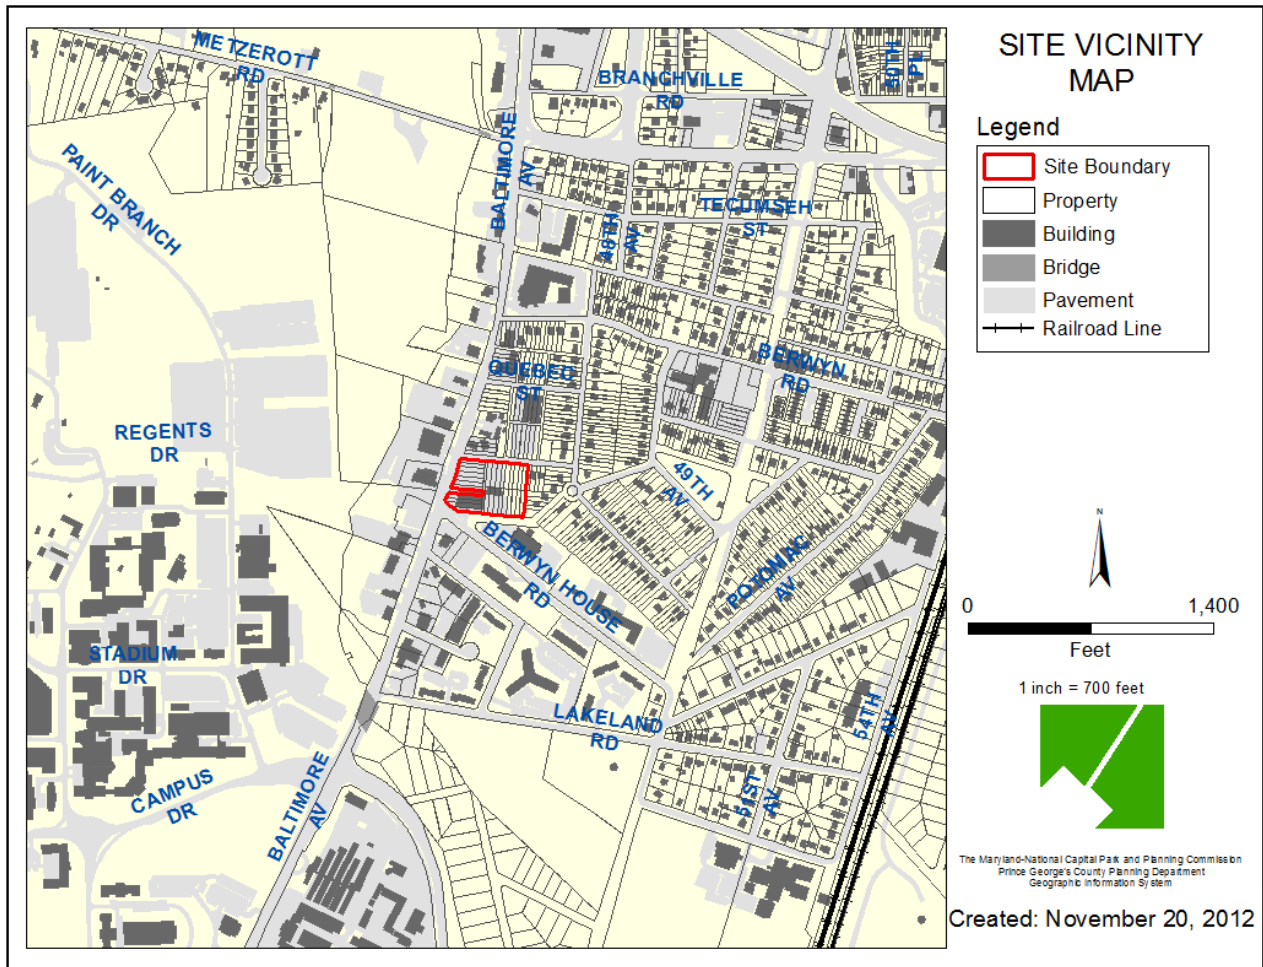 METZEROTT
RD
BRANCHVILLE
RD
50TH
PL
PAINT BRANCH
DR
BALTIMORE
AV
TECUMSEH
ST
48TH
AV
QUEBEC
ST
BERWYN
RD
REGENTS
DR
49TH
AV
BERWYN HOUSE
RD
POTOMAC
AV
STADIUM
DR
LAKELAND
RD
54TH
AV
CAMPUS
DR
BALTIMORE
AV
51ST
AV
SITE VICINITY
MAP
Legend
Site Boundary
Property
Building
Bridge
Pavement
Railroad Line
N
0 1,400
Feet
1 inch = 700 feet
The Maryland-National Capital Park and Planning Commission
Prince George's County Planning Department
Geographic Information System
Created: November 20, 2012